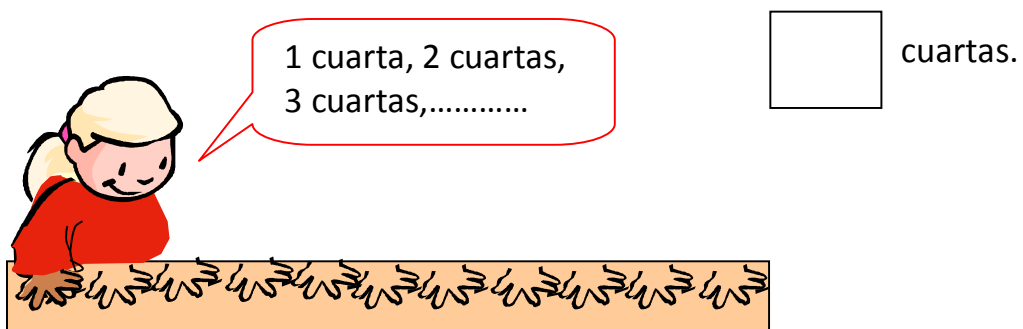 1 cuarta, 2 cuartas,
3 cuartas,…………
cuartas.